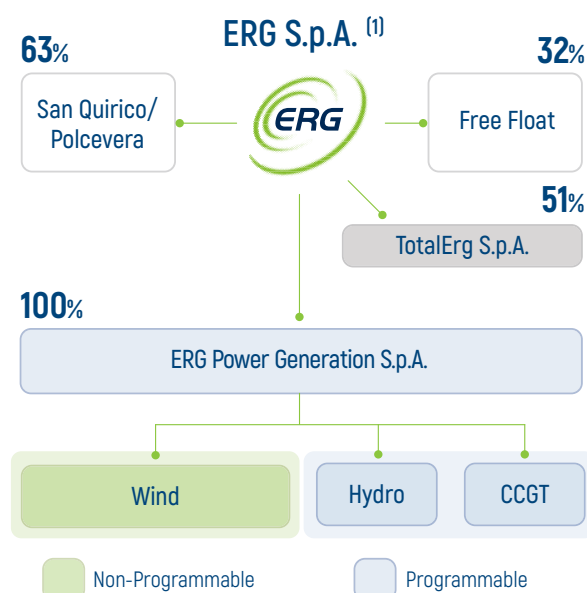 ERG S.p.A. (1)
63%
32%
San Quirico/
Polcevera
ERG
Free Float
51%
TotalErg S.p.A.
100%
ERG Power Generation S.p.A.
Wind
Hydro
CCGT
Non-Programmable
Programmable